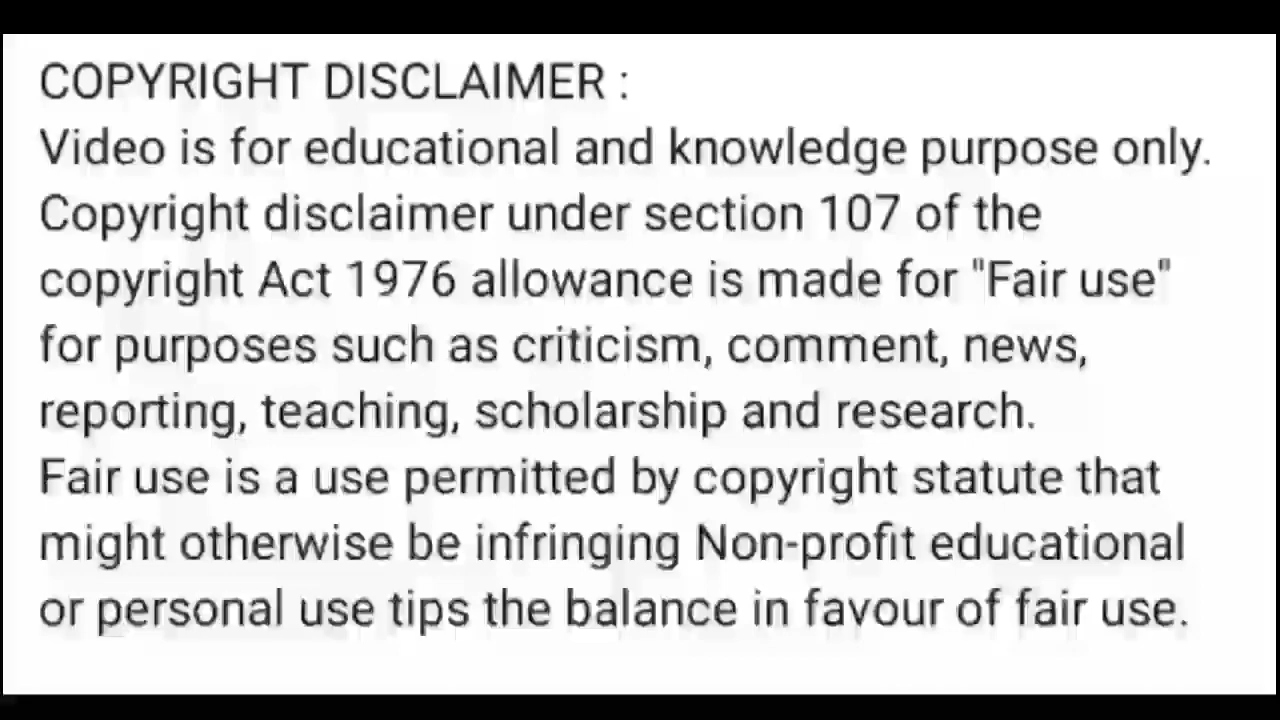 COPYRIGHT DISCLAIMER :
Video is for educational and knowledge purpose only.
Copyright disclaimer under section 107 of the
copyright Act 1976 allowance is made for "Fair use"
for purposes such as criticism, comment, news,
reporting, teaching, scholarship and research.
Fair use is a use permitted by copyright statute that
might otherwise be infringing Non-profit educational
or personal use tips the balance in favour of fair use.